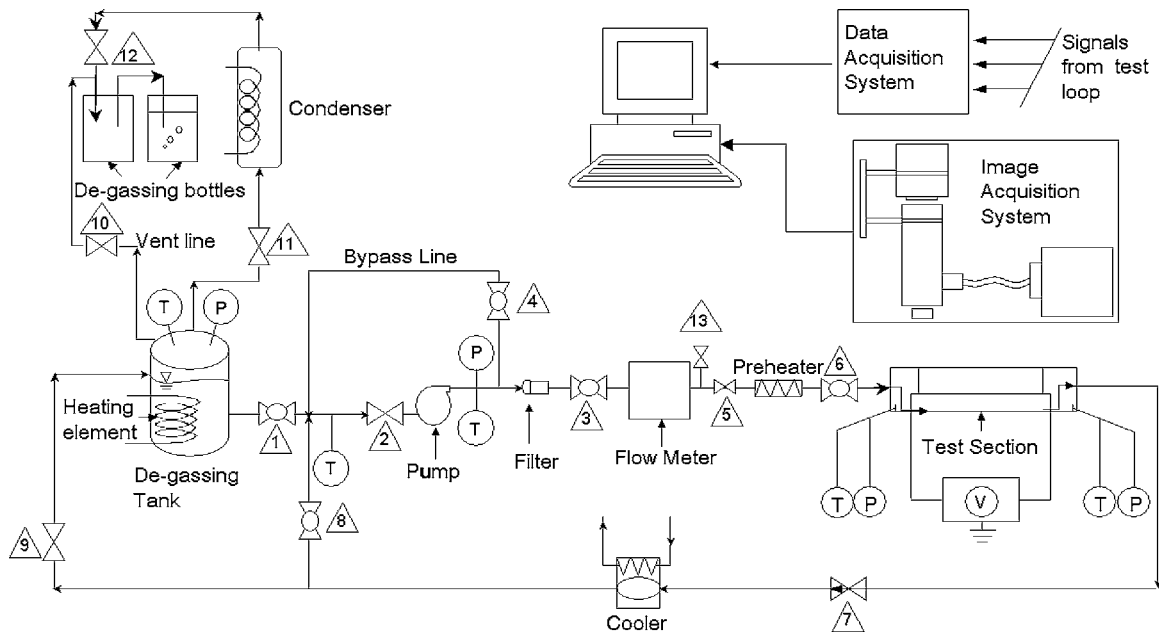 12
Condenser
De-gassing bottles
10
Vent line
11
Bypass Line
Data
Acquisition
System
Signals
from test
loop
Image
Acquisition
System
T
P
4
13
P
Preheater
6
Heating
element
1
2
T
3
5
T
Pump
Filter
Flow Meter
Test Section
De-gassing
Tank
8
T
P
V
T
P
9
Cooler
7